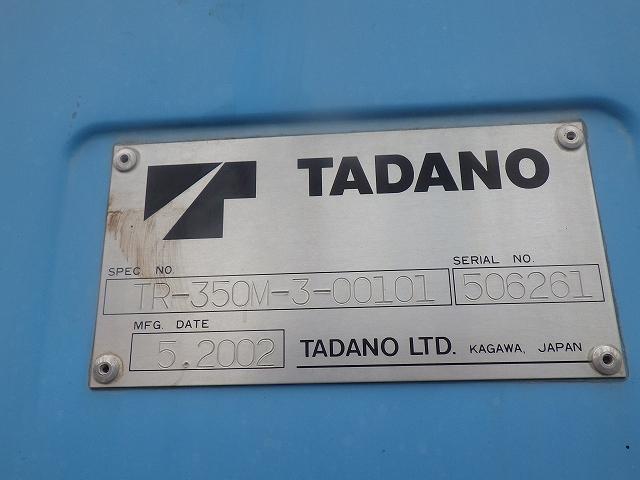 TADANO
SPEC. NO
SERIAL NO.
TR-350M-3-00101
506261
MFG. DATE
5.2002
TADANO LTD. KAGAWA, JAPAN